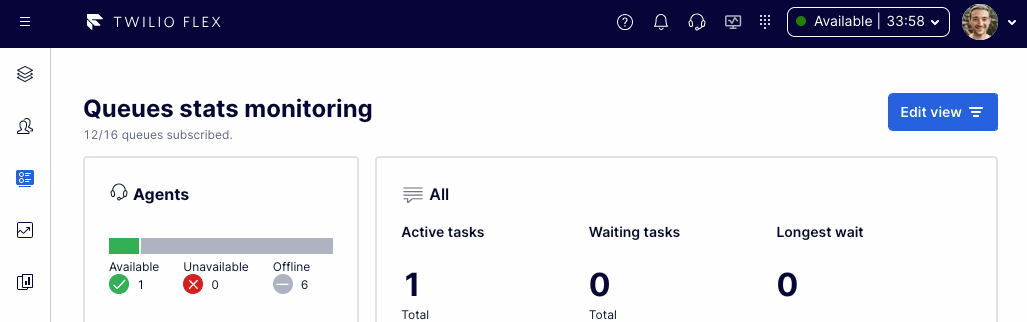 TWILIO FLEX
Available | 33:58
Queues stats monitoring
Edit view
12/16 queues subscribed.
Agents
Available Unavailable Offline
1 0 6
All
Active tasks Waiting tasks Longest wait
1 0 0
Total Total